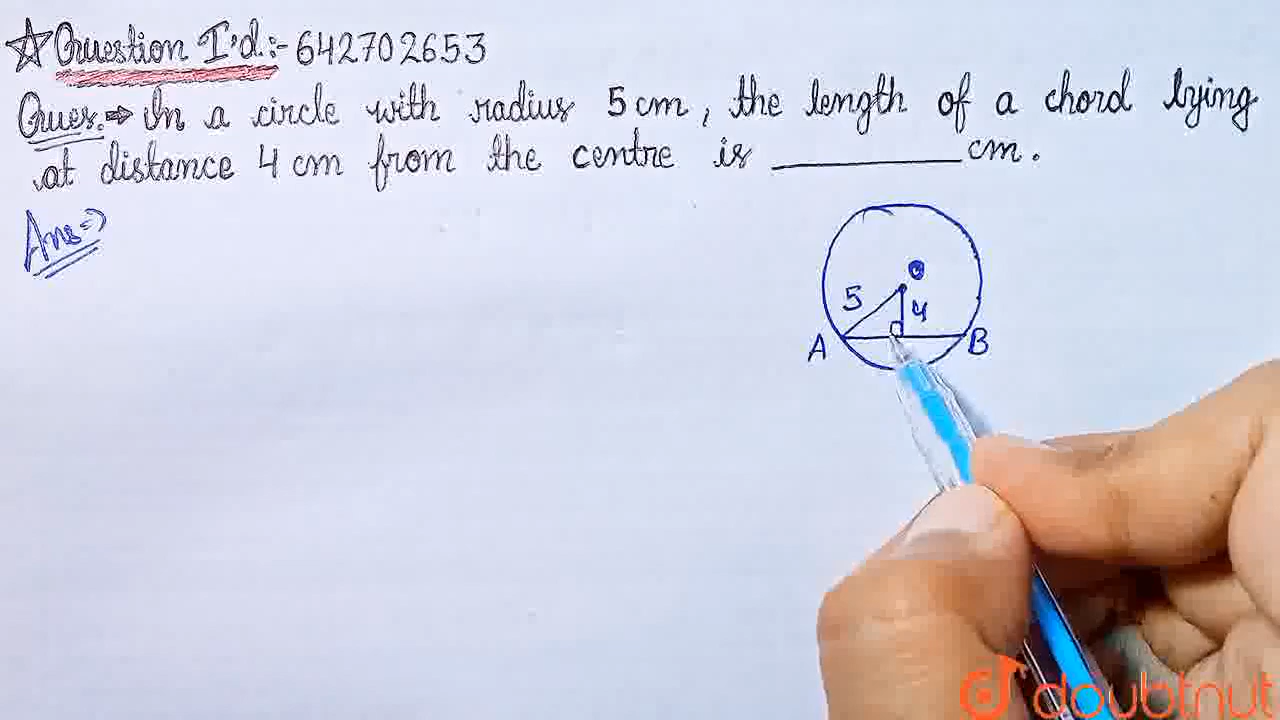 ☆ Question I'd.:- 642702653
Ques.⇒ In a circle with radius 5 cm, the length of a chord lying
at distance 4 cm from the centre is ________ cm.
Ans⇒
O
5
4
A
B
doubtnut